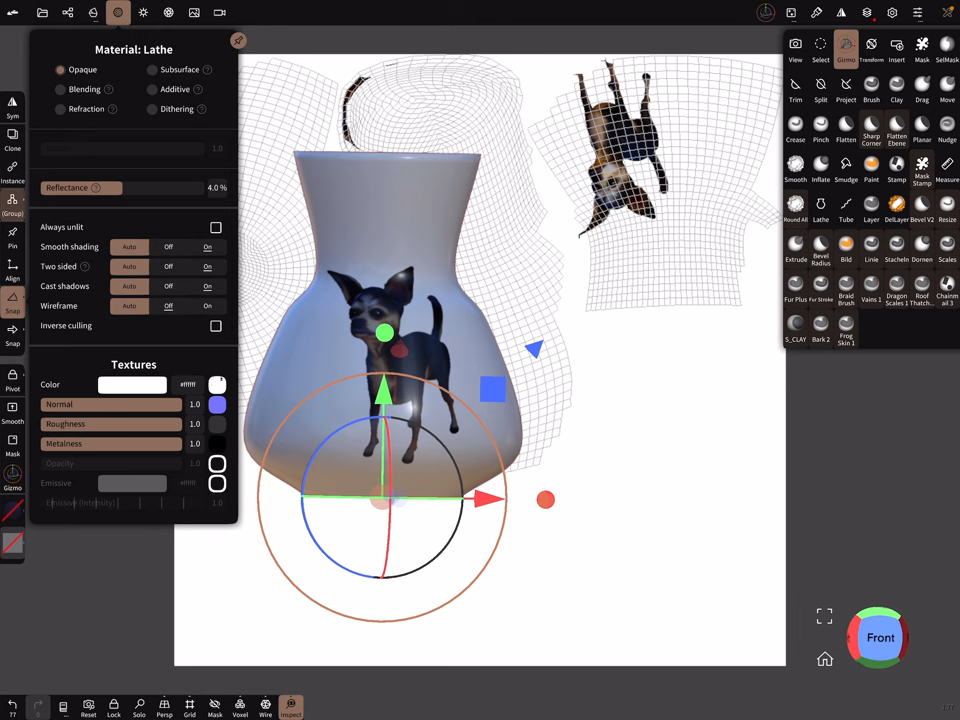 Material: Lathe
Opaque
Subsurface ?
Blending ?
Additive ?
Refraction ?
Dithering ?
1.0
Reflectance ? 4.0 %
Always unlit
Smooth shading Auto Off On
Two sided ? Auto Off On
Cast shadows Auto Off On
Wireframe Auto Off On
Inverse culling
Textures
Color #ffffff
Normal 1.0
Roughness 1.0
Metalness 1.0
Opacity 1.0
Emissive #ffffff
Emissive (Intensity) 1.0
Sym
Clone
Instance
(Group)
Pin
Align
Snap
Snap
Pivot
Smooth
Mask
Gizmo
View Select Gizmo Transform Insert Mask SelMask
Trim Split Project Brush Clay Drag Move
Crease Pinch Flatten Sharp Corner Flatten Ebene Planar Nudge
Smooth Inflate Smudge Paint Stamp Mask Stamp Measure
Round All Lathe Tube Layer DelLayer Bevel V2 Resize
Extrude Bevel Radius Bild Linie Stacheln Dornen Scales
Fur Plus Fur Stroke Braid Brush Vains 1 Dragon Scales 1 Roof Thatch... Chainmail 3
S_CLAY Bark 2 Frog Skin 1
Front
77 0 ... Reset Lock Solo Persp Grid Mask Voxel Wire Inspect
1.77